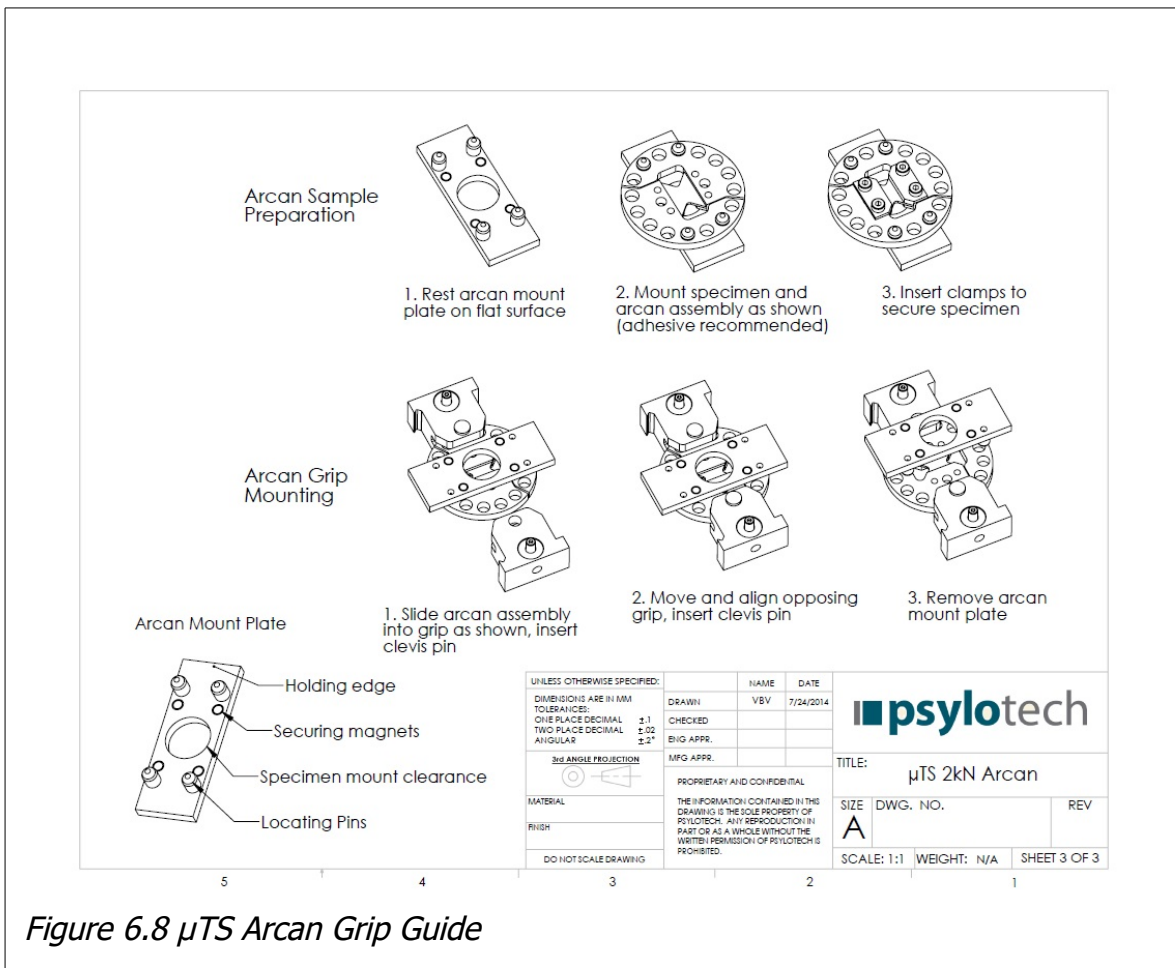 Arcan Sample
Preparation
1. Rest arcan mount
plate on flat surface
2. Mount specimen and
arcan assembly as shown
(adhesive recommended)
3. Insert clamps to
secure specimen
Arcan Grip
Mounting
1. Slide arcan assembly
into grip as shown, insert
clevis pin
2. Move and align opposing
grip, insert clevis pin
3. Remove arcan
mount plate
Arcan Mount Plate
Holding edge
Securing magnets
Specimen mount clearance
Locating Pins
UNLESS OTHERWISE SPECIFIED:
DIMENSIONS ARE IN MM
TOLERANCES:
ONE PLACE DECIMAL ±.1
TWO PLACE DECIMAL ±.02
ANGULAR ±.2°
3rd ANGLE PROJECTION
MATERIAL
FINISH
DO NOT SCALE DRAWING
NAME DATE
DRAWN VBV 7/24/2014
CHECKED
ENG APPR.
MFG APPR.
PROPRIETARY AND CONFIDENTIAL
THE INFORMATION CONTAINED IN THIS
DRAWING IS THE SOLE PROPERTY OF
PSYLOTECH. ANY REPRODUCTION IN
PART OR AS A WHOLE WITHOUT THE
WRITTEN PERMISSION OF PSYLOTECH IS
PROHIBITED.
psylotech
TITLE:
µTS 2kN Arcan
SIZE DWG. NO. REV
A
SCALE: 1:1 WEIGHT: N/A SHEET 3 OF 3
5 4 3 2 1
Figure 6.8 µTS Arcan Grip Guide